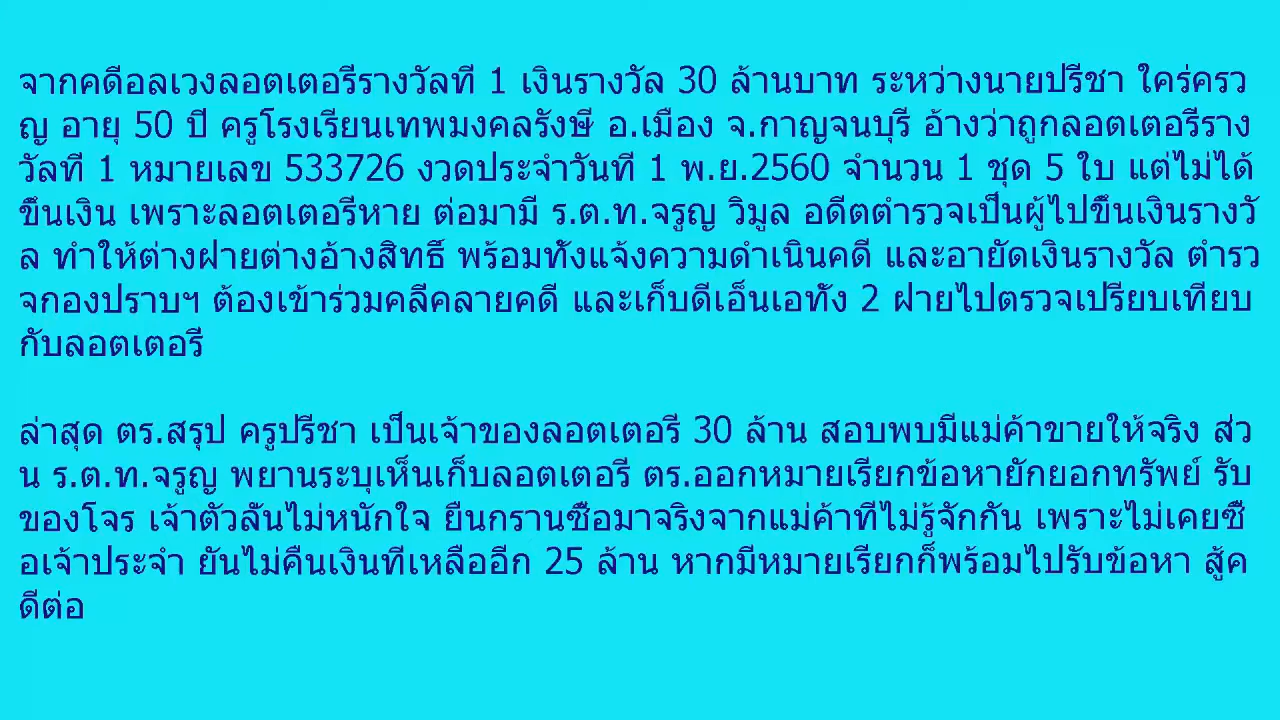 จากคดีอลเวงลอตเตอรี่รางวัลที่ 1 เงินรางวัล 30 ล้านบาท ระหว่างนายปรีชา ใคร่ครว
ญ อายุ 50 ปี ครูโรงเรียนเทพมงคลรังษี อ.เมือง จ.กาญจนบุรี อ้างว่าถูกลอตเตอรี่ราง
วัลที่ 1 หมายเลข 533726 งวดประจำวันที่ 1 พ.ย.2560 จำนวน 1 ชุด 5 ใบ แต่ไม่ได้
ขึ้นเงิน เพราะลอตเตอรี่หาย ต่อมามี ร.ต.ท.จรูญ วิมูล อดีตตำรวจเป็นผู้ไปขึ้นเงินรางวั
ล ทำให้ต่างฝ่ายต่างอ้างสิทธิ์ พร้อมทั้งแจ้งความดำเนินคดี และอายัดเงินรางวัล ตำรว
จกองปราบฯ ต้องเข้าร่วมคลี่คลายคดี และเก็บดีเอ็นเอทั้ง 2 ฝ่ายไปตรวจเปรียบเทียบ
กับลอตเตอรี่
ล่าสุด ตร.สรุป ครูปรีชา เป็นเจ้าของลอตเตอรี่ 30 ล้าน สอบพบมีแม่ค้าขายให้จริง ส่ว
น ร.ต.ท.จรูญ พยานระบุเห็นเก็บลอตเตอรี่ ตร.ออกหมายเรียกข้อหายักยอกทรัพย์ รับ
ของโจร เจ้าตัวลั่นไม่หนักใจ ยืนกรานซื้อมาจริงจากแม่ค้าที่ไม่รู้จักกัน เพราะไม่เคยซื้
อเจ้าประจำ ยันไม่คืนเงินที่เหลืออีก 25 ล้าน หากมีหมายเรียกก็พร้อมไปรับข้อหา สู้ค
ดีต่อ